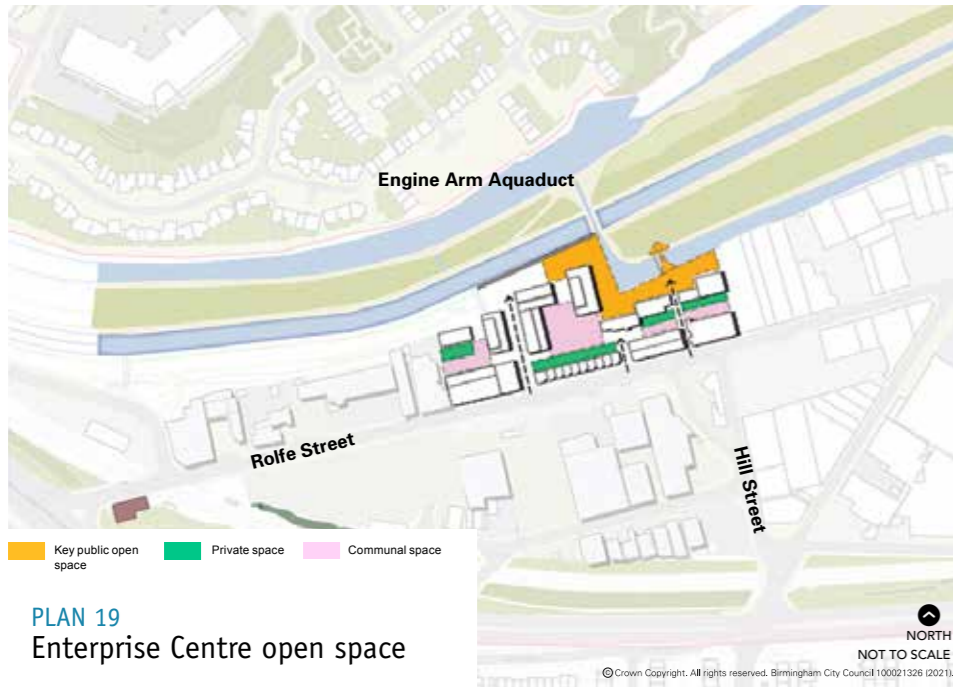 Engine Arm Aquaduct
Rolfe Street
Hill Street
Key public open
space
Private space
Communal space
PLAN 19
Enterprise Centre open space
NORTH
NOT TO SCALE
© Crown Copyright. All rights reserved. Birmingham City Council 100021326 (2021).